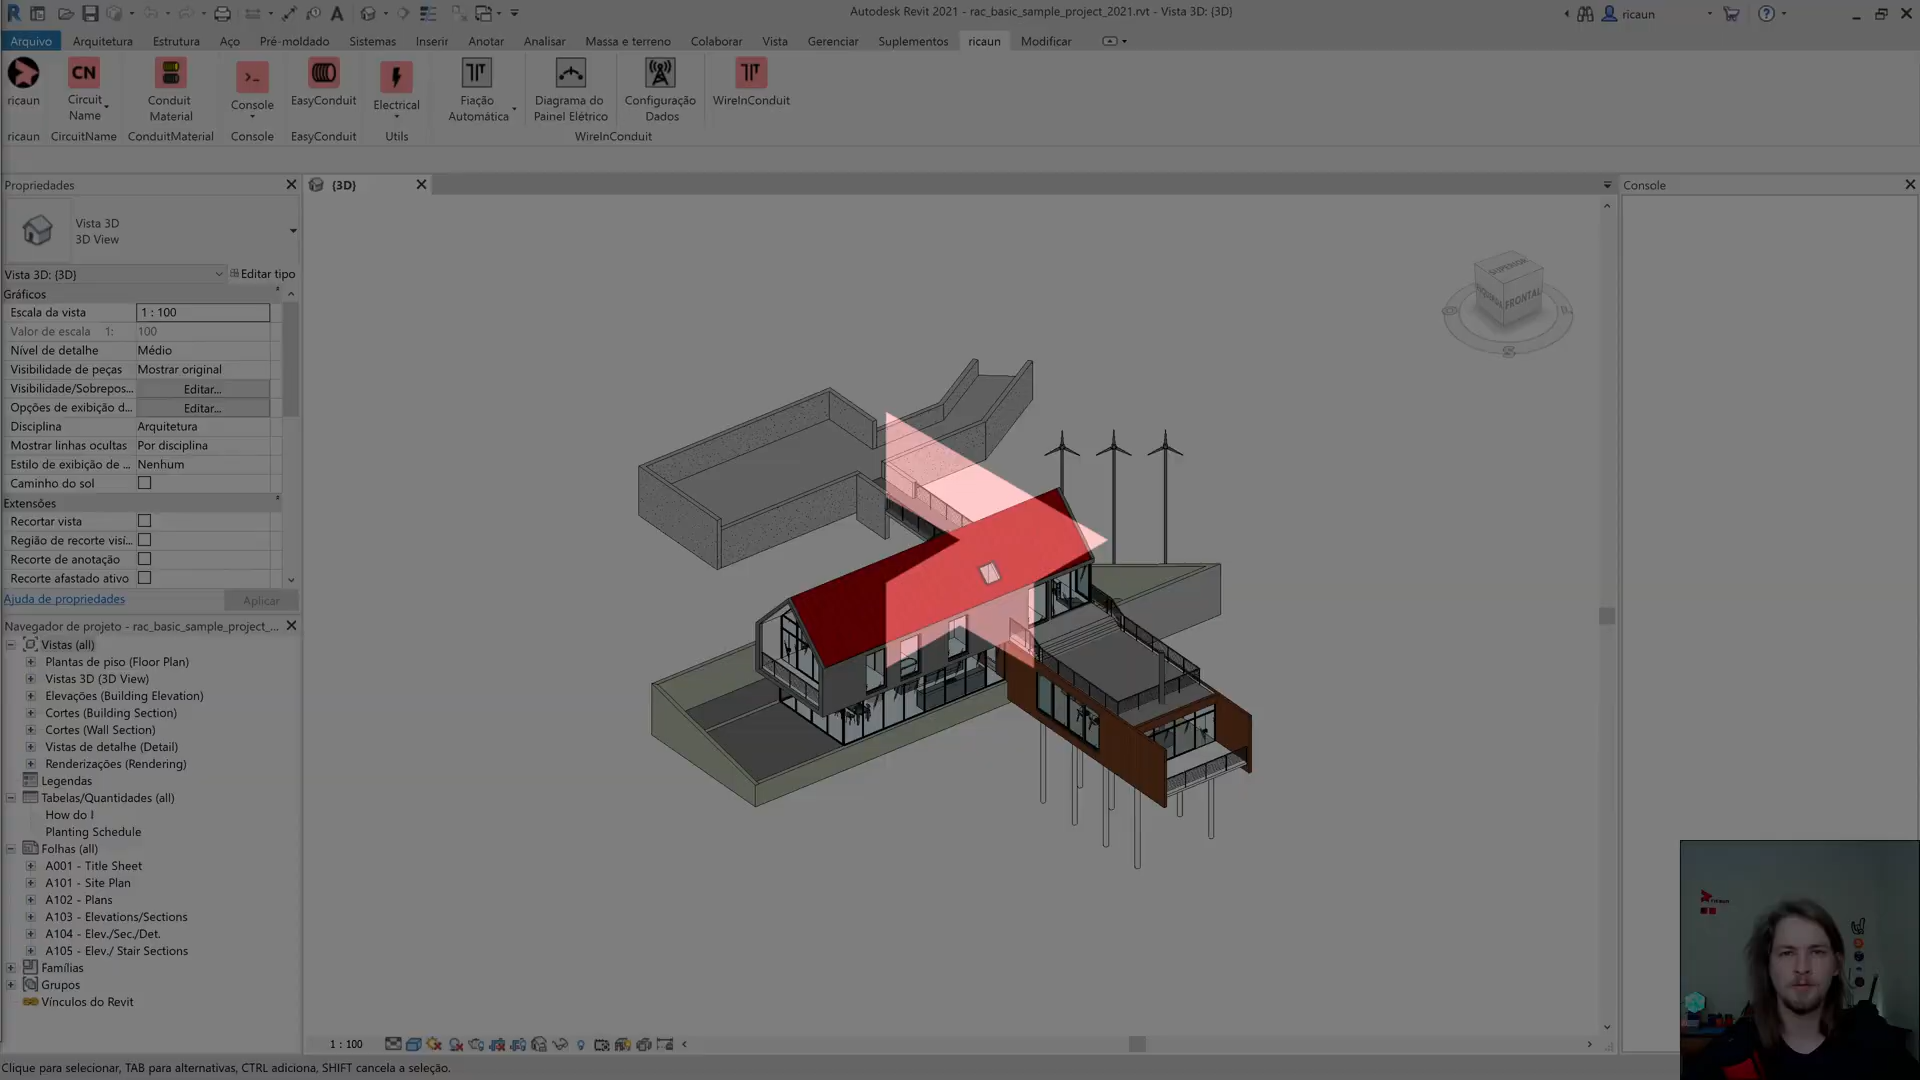 Autodesk Revit 2021 - rac_basic_sample_project_2021.rvt - Vista 3D: {3D}
ricaun
Arquivo Arquitetura Estrutura Aço Pré-moldado Sistemas Inserir Anotar Analisar Massa e terreno Colaborar Vista Gerenciar Suplementos ricaun Modificar
CN
ricaun
Circuit
Name
Conduit
Material
Console
EasyConduit
Electrical
Fiação
Automática
Diagrama do
Painel Elétrico
Configuração
Dados
WireInConduit
ricaun CircuitName ConduitMaterial Console EasyConduit Utils WireInConduit
Propriedades
Vista 3D
3D View
Vista 3D: {3D}
Editar tipo
Gráficos
Escala da vista 1 : 100
Valor de escala 1: 100
Nível de detalhe Médio
Visibilidade de peças Mostrar original
Visibilidade/Sobrepos... Editar...
Opções de exibição d... Editar...
Disciplina Arquitetura
Mostrar linhas ocultas Por disciplina
Estilo de exibição de ... Nenhum
Caminho do sol
Extensões
Recortar vista
Região de recorte visí...
Recorte de anotação
Recorte afastado ativo
Ajuda de propriedades
Aplicar
Navegador de projeto - rac_basic_sample_project_...
Vistas (all)
Plantas de piso (Floor Plan)
Vistas 3D (3D View)
Elevações (Building Elevation)
Cortes (Building Section)
Cortes (Wall Section)
Vistas de detalhe (Detail)
Renderizações (Rendering)
Legendas
Tabelas/Quantidades (all)
How do I
Planting Schedule
Folhas (all)
A001 - Title Sheet
A101 - Site Plan
A102 - Plans
A103 - Elevations/Sections
A104 - Elev./Sec./Det.
A105 - Elev./ Stair Sections
Famílias
Grupos
Vínculos do Revit
{3D}
SUPERIOR
FRONTAL
S
Console
1 : 100
Clique para selecionar, TAB para alternativas, CTRL adiciona, SHIFT cancela a seleção.